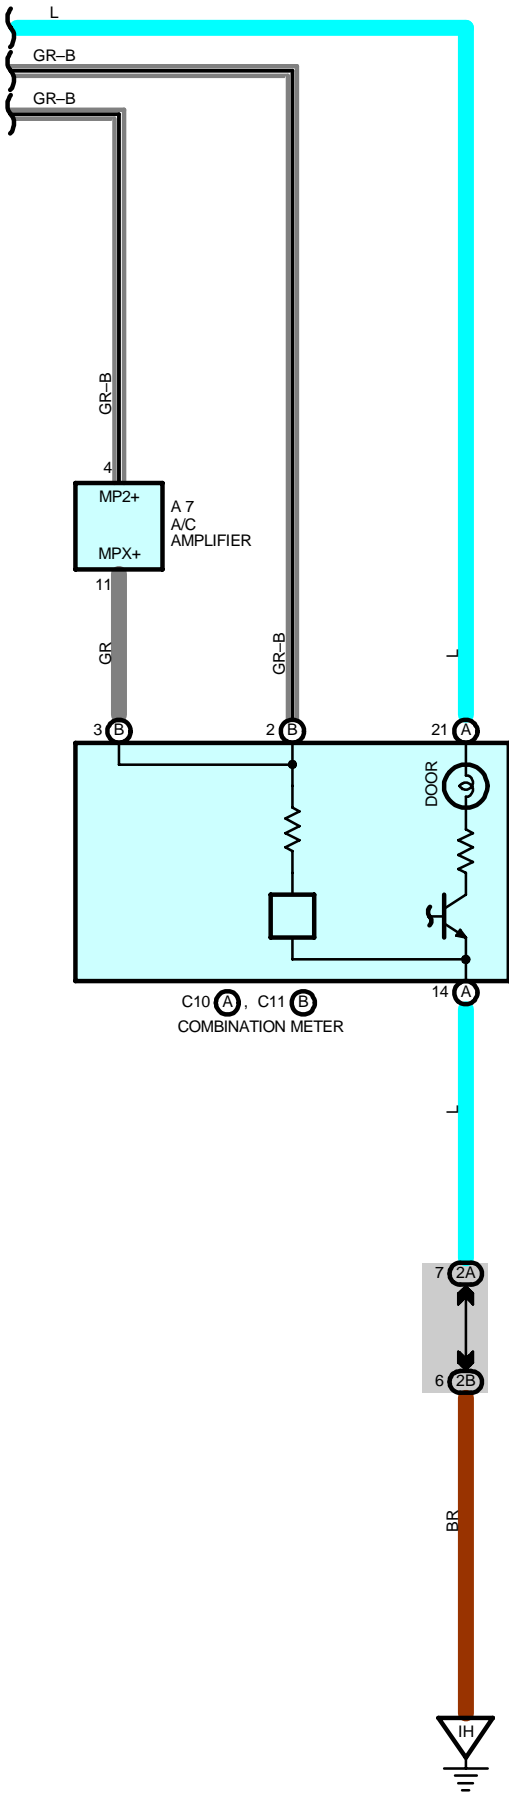 L
GR–B
GR–B
GR–B
4
MP2+
A 7
A/C
AMPLIFIER
MPX+
11
GR
GR–B
L
3 B
2 B
21 A
DOOR
14 A
C10 A , C11 B
COMBINATION METER
L
7 2A
6 2B
BR
IH